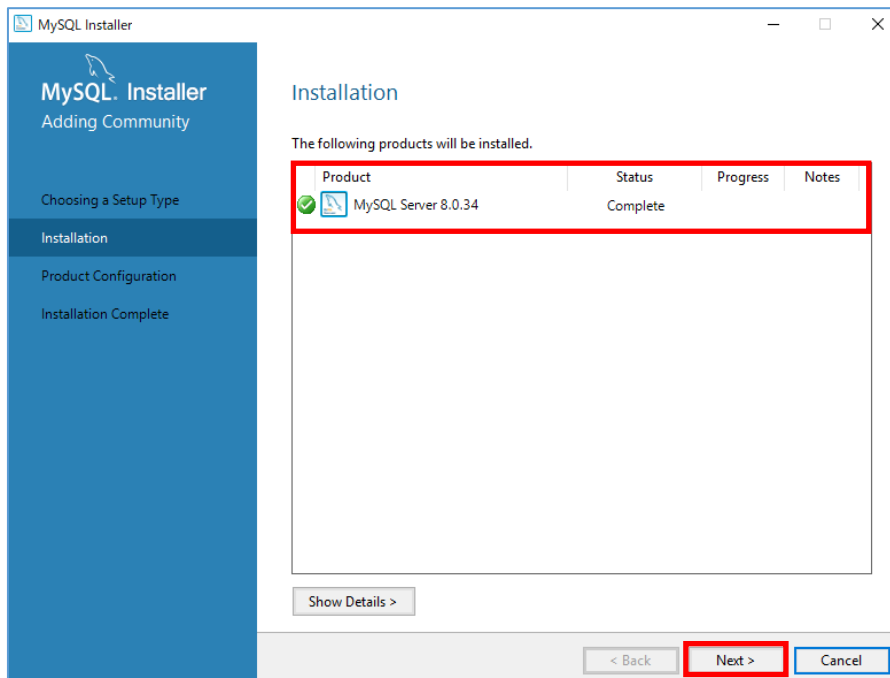 MySQL Installer
MySQL. Installer
Adding Community
Choosing a Setup Type
Installation
Product Configuration
Installation Complete
Installation
The following products will be installed.
Product Status Progress Notes
MySQL Server 8.0.34 Complete
Show Details >
< Back Next > Cancel